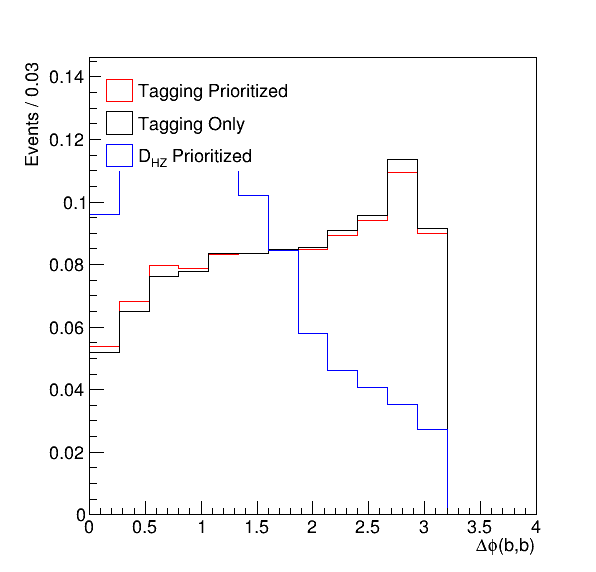 Events / 0.03
0.14
0.12
0.1
0.08
0.06
0.04
0.02
0
Tagging Prioritized
Tagging Only
D_HZ Prioritized
0 0.5 1 1.5 2 2.5 3 3.5 4
Δϕ(b,b)